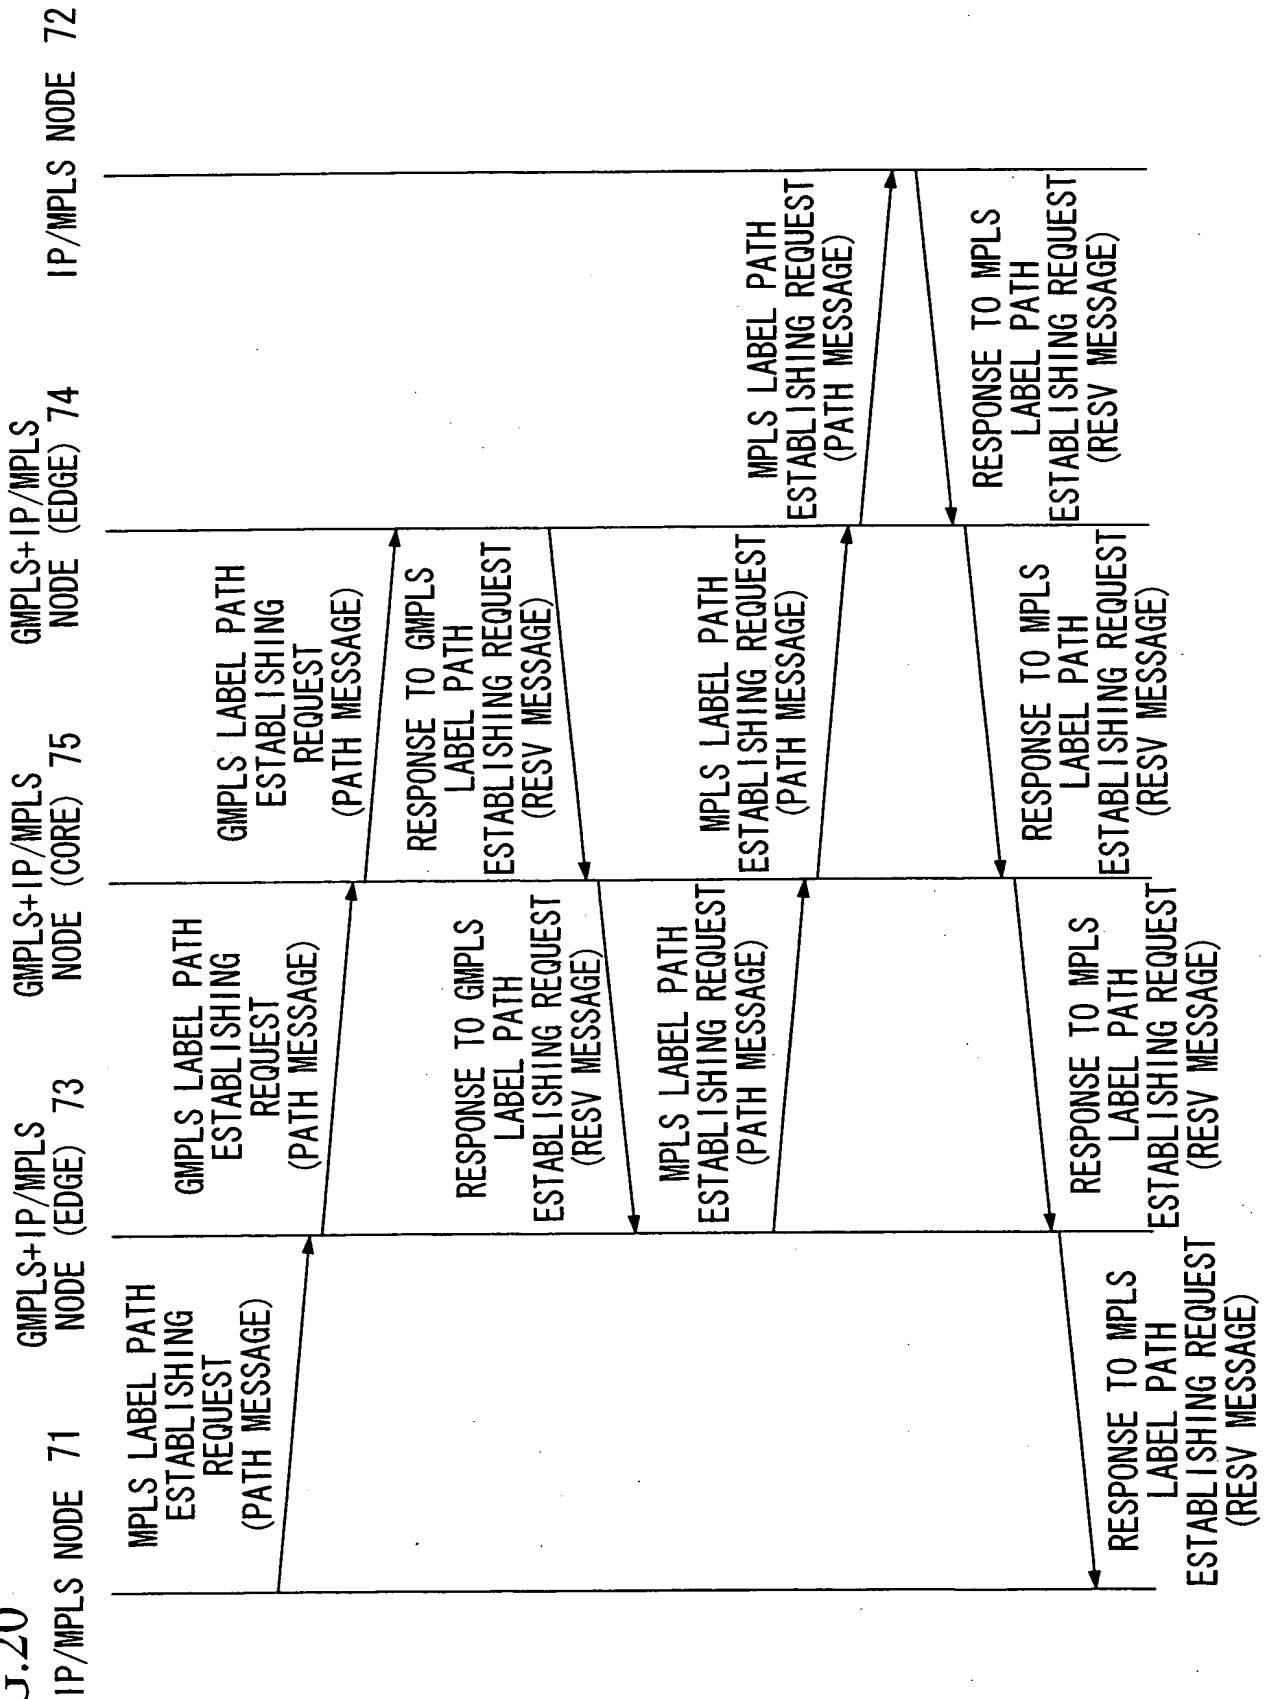 G.20
IP/MPLS NODE 71
GMPLS+IP/MPLS
NODE (EDGE) 73
GMPLS+IP/MPLS
NODE (CORE) 75
GMPLS+IP/MPLS
NODE (EDGE) 74
IP/MPLS NODE 72
MPLS LABEL PATH
ESTABLISHING
REQUEST
(PATH MESSAGE)
GMPLS LABEL PATH
ESTABLISHING
REQUEST
(PATH MESSAGE)
GMPLS LABEL PATH
ESTABLISHING
REQUEST
(PATH MESSAGE)
RESPONSE TO GMPLS
LABEL PATH
ESTABLISHING REQUEST
(RESV MESSAGE)
RESPONSE TO GMPLS
LABEL PATH
ESTABLISHING REQUEST
(RESV MESSAGE)
MPLS LABEL PATH
ESTABLISHING REQUEST
(PATH MESSAGE)
MPLS LABEL PATH
ESTABLISHING REQUEST
(PATH MESSAGE)
MPLS LABEL PATH
ESTABLISHING REQUEST
(PATH MESSAGE)
RESPONSE TO MPLS
LABEL PATH
ESTABLISHING REQUEST
(RESV MESSAGE)
RESPONSE TO MPLS
LABEL PATH
ESTABLISHING REQUEST
(RESV MESSAGE)
RESPONSE TO MPLS
LABEL PATH
ESTABLISHING REQUEST
(RESV MESSAGE)
RESPONSE TO MPLS
LABEL PATH
ESTABLISHING REQUEST
(RESV MESSAGE)